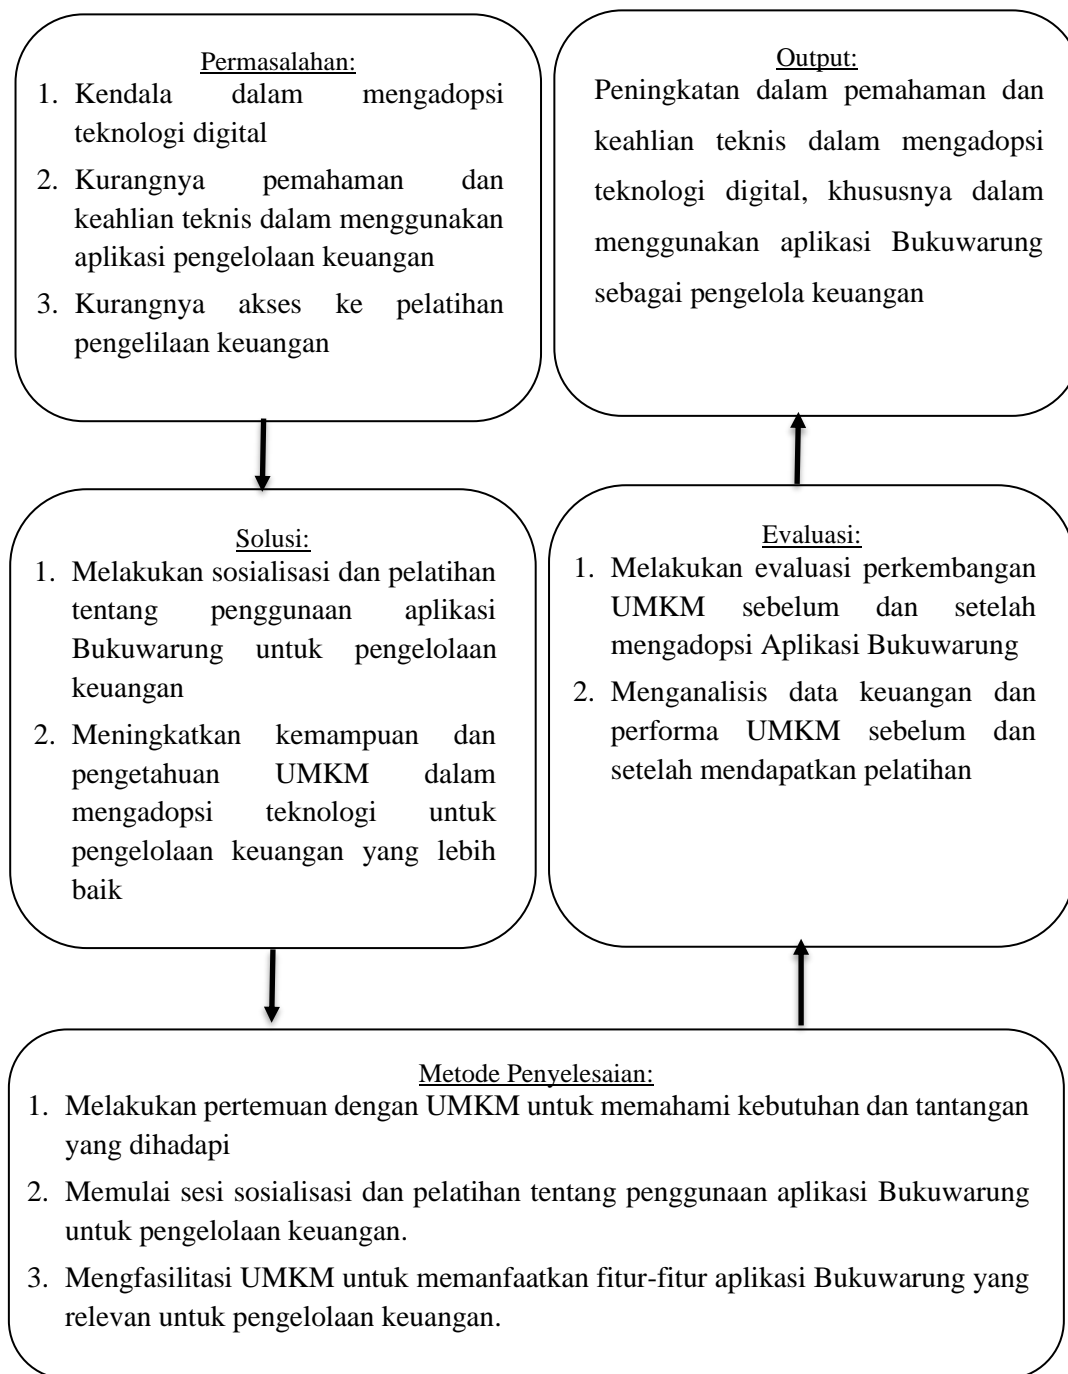 Permasalahan:
1. Kendala dalam mengadopsi
teknologi digital
2. Kurangnya pemahaman dan
keahlian teknis dalam menggunakan
aplikasi pengelolaan keuangan
3. Kurangnya akses ke pelatihan
pengelilaan keuangan
Solusi:
1. Melakukan sosialisasi dan pelatihan
tentang penggunaan aplikasi
Bukuwarung untuk pengelolaan
keuangan
2. Meningkatkan kemampuan dan
pengetahuan UMKM dalam
mengadopsi teknologi untuk
pengelolaan keuangan yang lebih
baik
Metode Penyelesaian:
1. Melakukan pertemuan dengan UMKM untuk memahami kebutuhan dan tantangan
yang dihadapi
2. Memulai sesi sosialisasi dan pelatihan tentang penggunaan aplikasi Bukuwarung
untuk pengelolaan keuangan.
3. Mengfasilitasi UMKM untuk memanfaatkan fitur-fitur aplikasi Bukuwarung yang
relevan untuk pengelolaan keuangan.
Evaluasi:
1. Melakukan evaluasi perkembangan
UMKM sebelum dan setelah
mengadopsi Aplikasi Bukuwarung
2. Menganalisis data keuangan dan
performa UMKM sebelum dan
setelah mendapatkan pelatihan
Output:
Peningkatan dalam pemahaman dan
keahlian teknis dalam mengadopsi
teknologi digital, khususnya dalam
menggunakan aplikasi Bukuwarung
sebagai pengelola keuangan